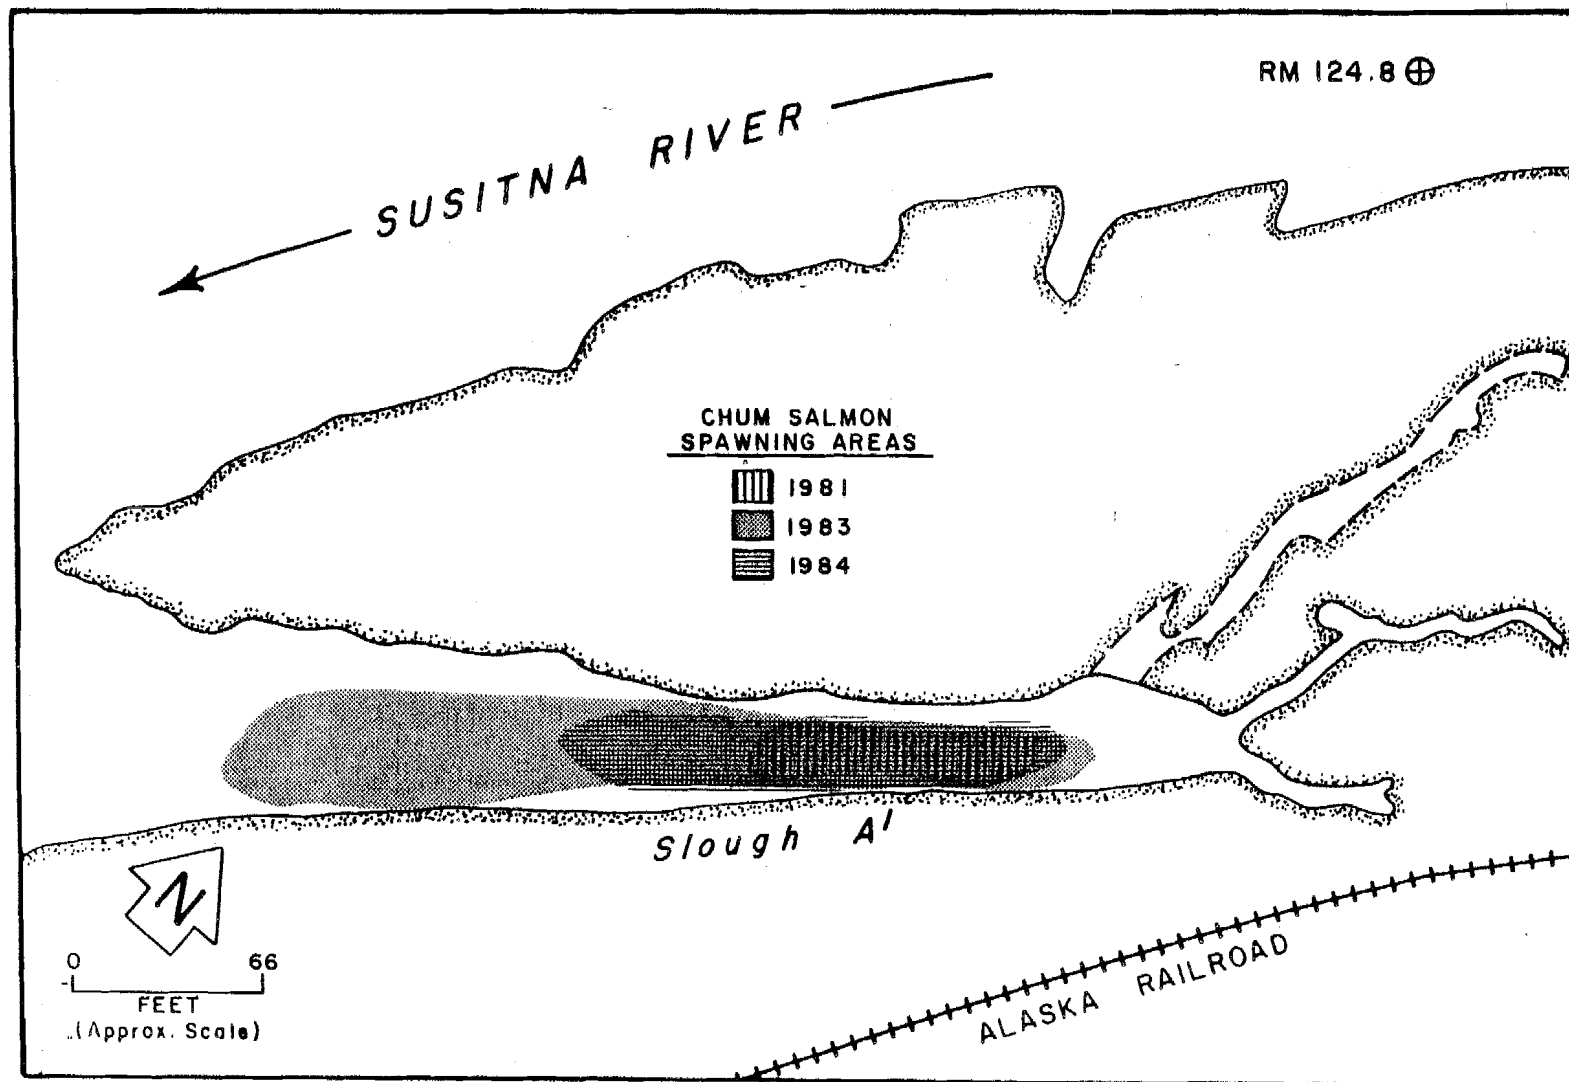 RM 124.8
SUSITNA RIVER
CHUM SALMON
SPAWNING AREAS
1981
1983
1984
Slough A'
N
0 66
FEET
(Approx. Scale)
ALASKA RAILROAD